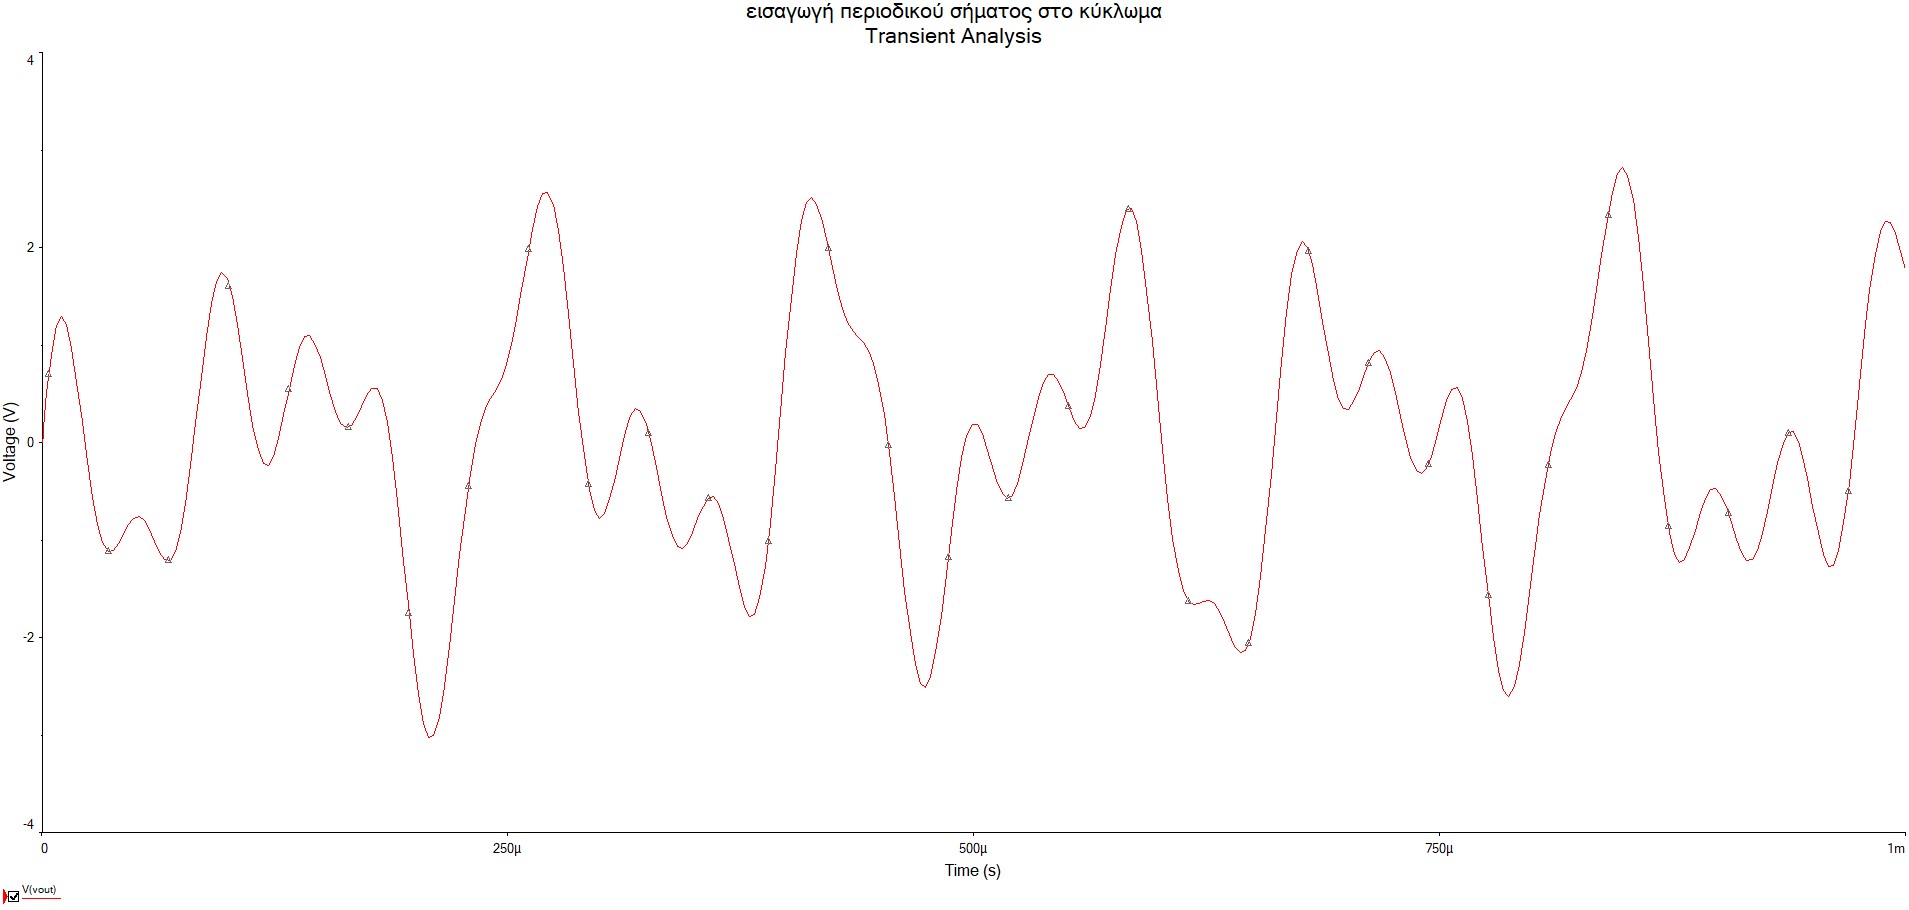 εισαγωγή περιοδικού σήματος στο κύκλωμα
Transient Analysis
4
2
0
-2
-4
Voltage (V)
0 250μ 500μ 750μ 1m
Time (s)
V(vout)